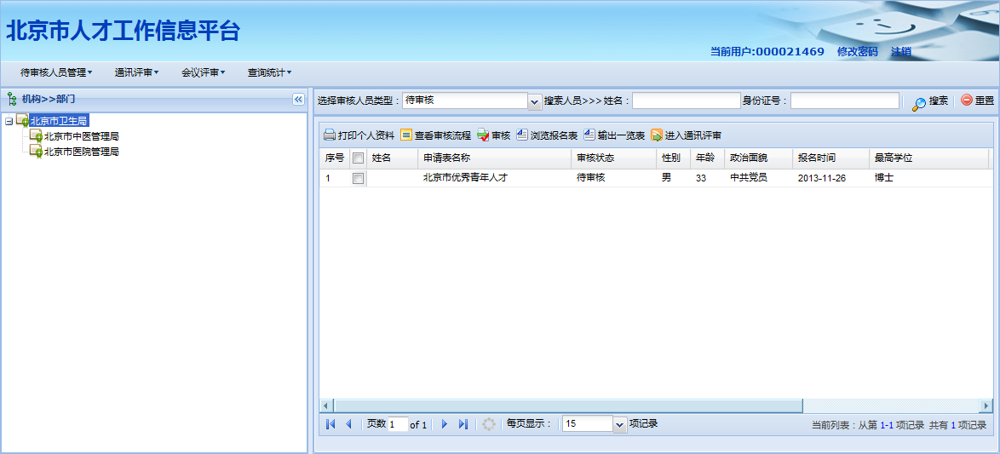 北京市人才工作信息平台
当前用户:000021469 修改密码 注销
待审核人员管理 通讯评审 会议评审 查询统计
机构>>部门
北京市卫生局
北京市中医管理局
北京市医院管理局
选择审核人员类型： 待审核 搜索人员>>>姓名： 身份证号： 搜索 重置
打印个人资料 查看审核流程 审核 浏览报名表 输出一览表 进入通讯评审
序号 姓名 申请表名称 审核状态 性别 年龄 政治面貌 报名时间 最高学位
1 北京市优秀青年人才 待审核 男 33 中共党员 2013-11-26 博士
页数 1 of 1 每页显示： 15 项记录 当前列表：从第 1-1 项记录 共有 1 项记录